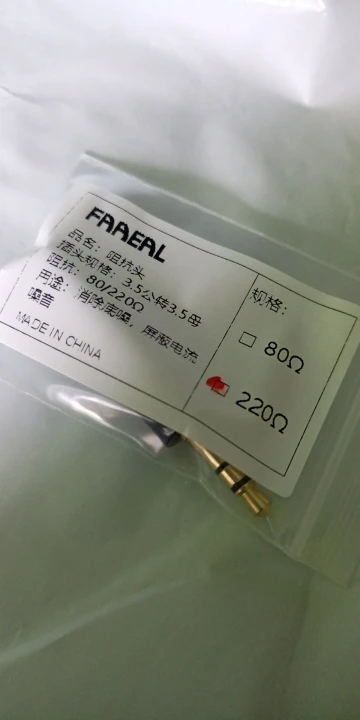 FAAEAL
品名：阻抗头
插头规格：3.5公转3.5母
阻抗：80/220Ω
用途：消除底噪，屏蔽电流
噪音
MADE IN CHINA
规格：
80Ω
220Ω